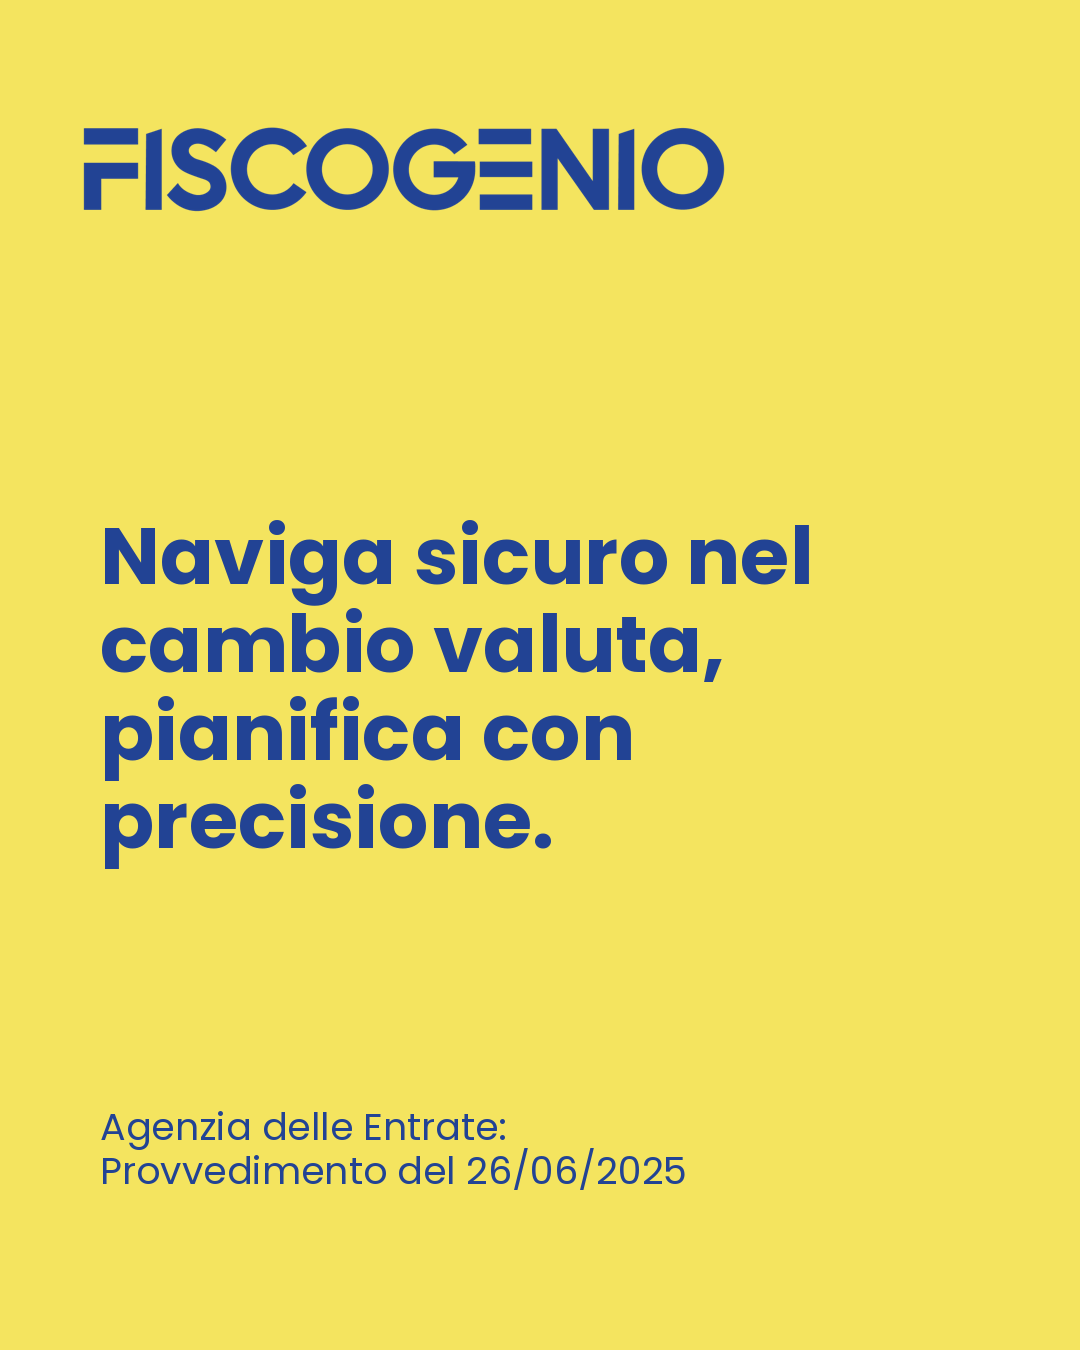 FISCOGENIO
Naviga sicuro nel
cambio valuta,
pianifica con
precisione.
Agenzia delle Entrate:
Provvedimento del 26/06/2025